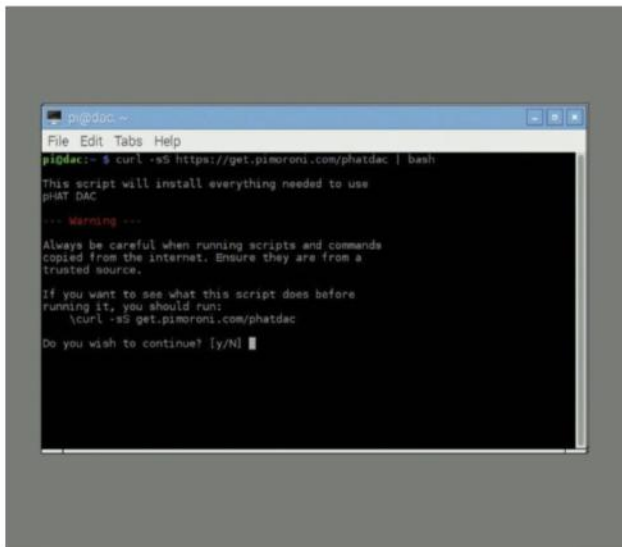 pi@dac: ~
File Edit Tabs Help
pi@dac:~ $ curl -sS https://get.pimoroni.com/phatdac | bash
This script will install everything needed to use
pHAT DAC
--- Warning ---
Always be careful when running scripts and commands
copied from the internet. Ensure they are from a
trusted source.
If you want to see what this script does before
running it, you should run:
\curl -sS get.pimoroni.com/phatdac
Do you wish to continue? [y/N]